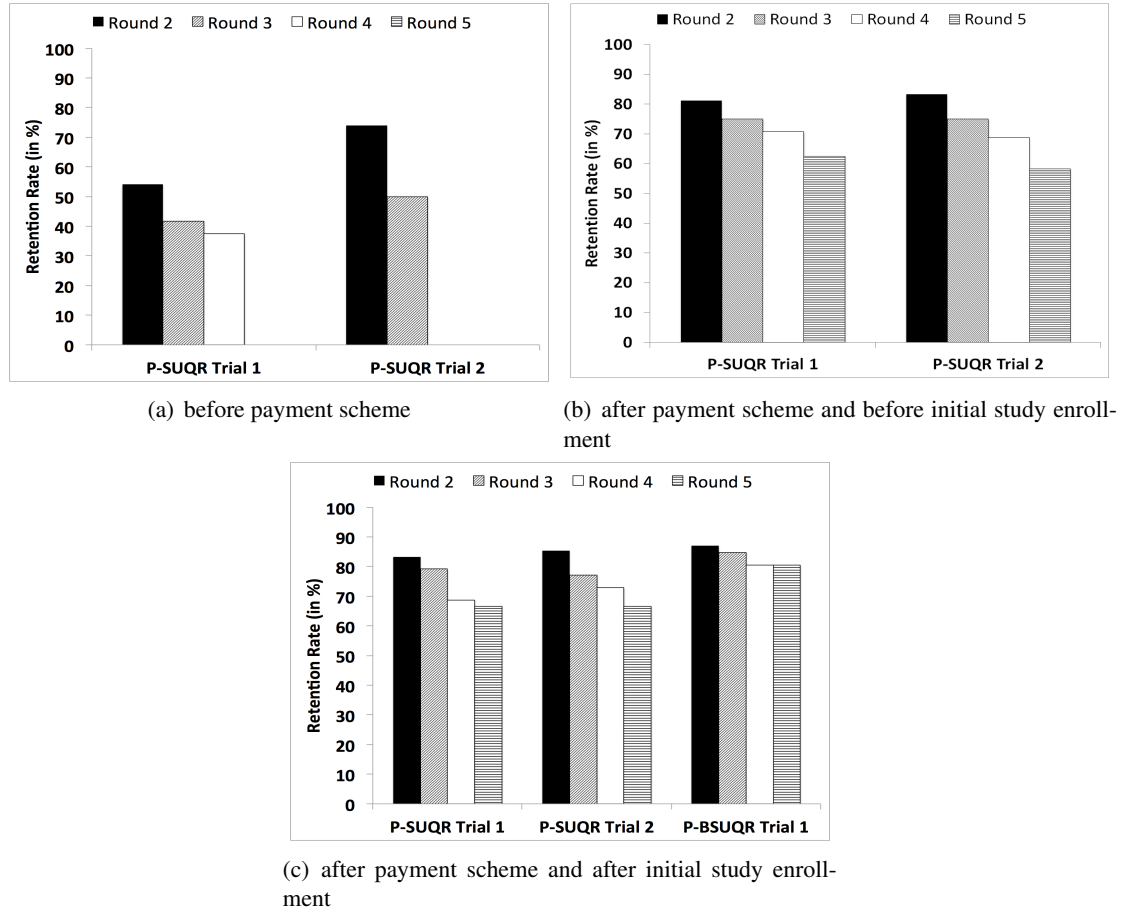 Round 2 Round 3 Round 4 Round 5
100
90
80
70
60
50
40
30
20
10
0
Retention Rate (in %)
P-SUQR Trial 1 P-SUQR Trial 2
(a) before payment scheme
Round 2 Round 3 Round 4 Round 5
100
90
80
70
60
50
40
30
20
10
0
Retention Rate (in %)
P-SUQR Trial 1 P-SUQR Trial 2
(b) after payment scheme and before initial study enroll-
ment
Round 2 Round 3 Round 4 Round 5
100
90
80
70
60
50
40
30
20
10
0
Retention Rate (in %)
P-SUQR Trial 1 P-SUQR Trial 2 P-BSUQR Trial 1
(c) after payment scheme and after initial study enroll-
ment